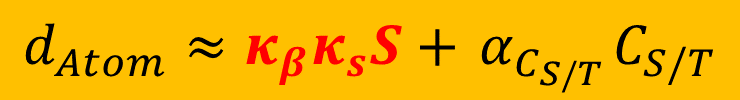 d_{Atom} ≈ κ_β κ_s S + α_{C_{S/T}} C_{S/T}